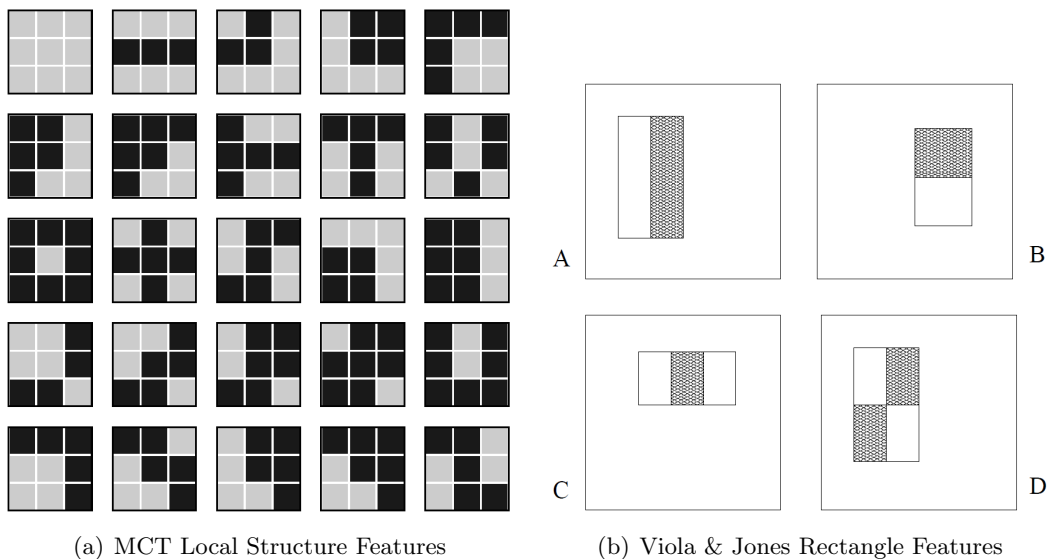 A
B
C
D
(a) MCT Local Structure Features
(b) Viola & Jones Rectangle Features